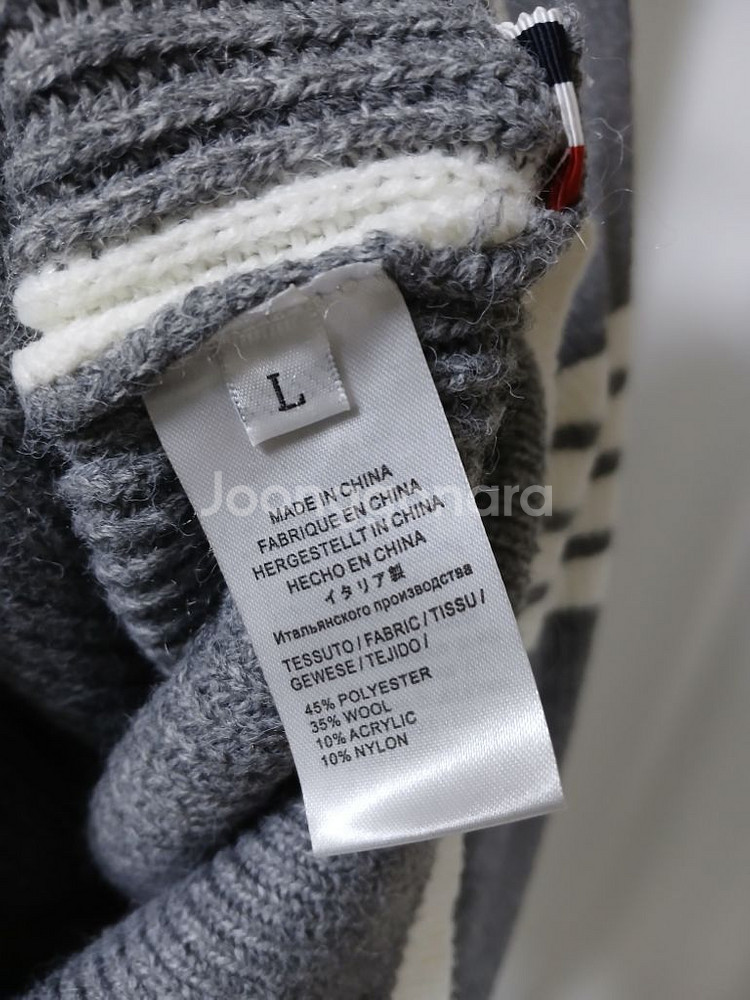 L
MADE IN CHINA
FABRIQUE EN CHINA
HERGESTELLT IN CHINA
HECHO EN CHINA
イタリア製
Итальянского производства
TESSUTO / FABRIC / TISSU /
GEWESE / TEJIDO /
45% POLYESTER
35% WOOL
10% ACRYLIC
10% NYLON
Joongonara